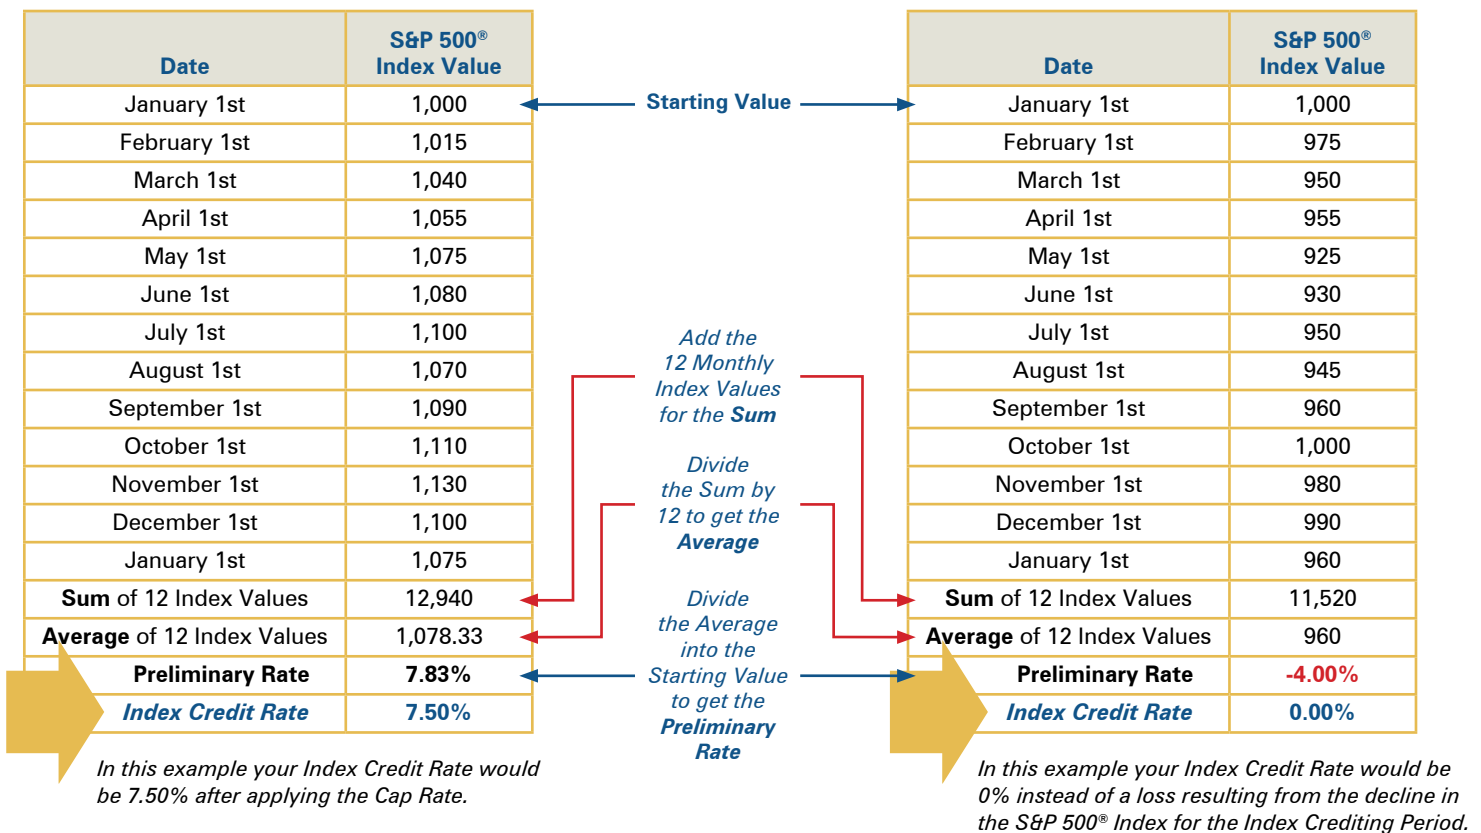 Date
S&P 500®
Index Value
January 1st 1,000
February 1st 1,015
March 1st 1,040
April 1st 1,055
May 1st 1,075
June 1st 1,080
July 1st 1,100
August 1st 1,070
September 1st 1,090
October 1st 1,110
November 1st 1,130
December 1st 1,100
January 1st 1,075
Sum of 12 Index Values 12,940
Average of 12 Index Values 1,078.33
Preliminary Rate 7.83%
Index Credit Rate 7.50%
In this example your Index Credit Rate would
be 7.50% after applying the Cap Rate.
Starting Value
Add the
12 Monthly
Index Values
for the Sum
Divide
the Sum by
12 to get the
Average
Divide
the Average
into the
Starting Value
to get the
Preliminary
Rate
Date
S&P 500®
Index Value
January 1st 1,000
February 1st 975
March 1st 950
April 1st 955
May 1st 925
June 1st 930
July 1st 950
August 1st 945
September 1st 960
October 1st 1,000
November 1st 980
December 1st 990
January 1st 960
Sum of 12 Index Values 11,520
Average of 12 Index Values 960
Preliminary Rate -4.00%
Index Credit Rate 0.00%
In this example your Index Credit Rate would be
0% instead of a loss resulting from the decline in
the S&P 500® Index for the Index Crediting Period.